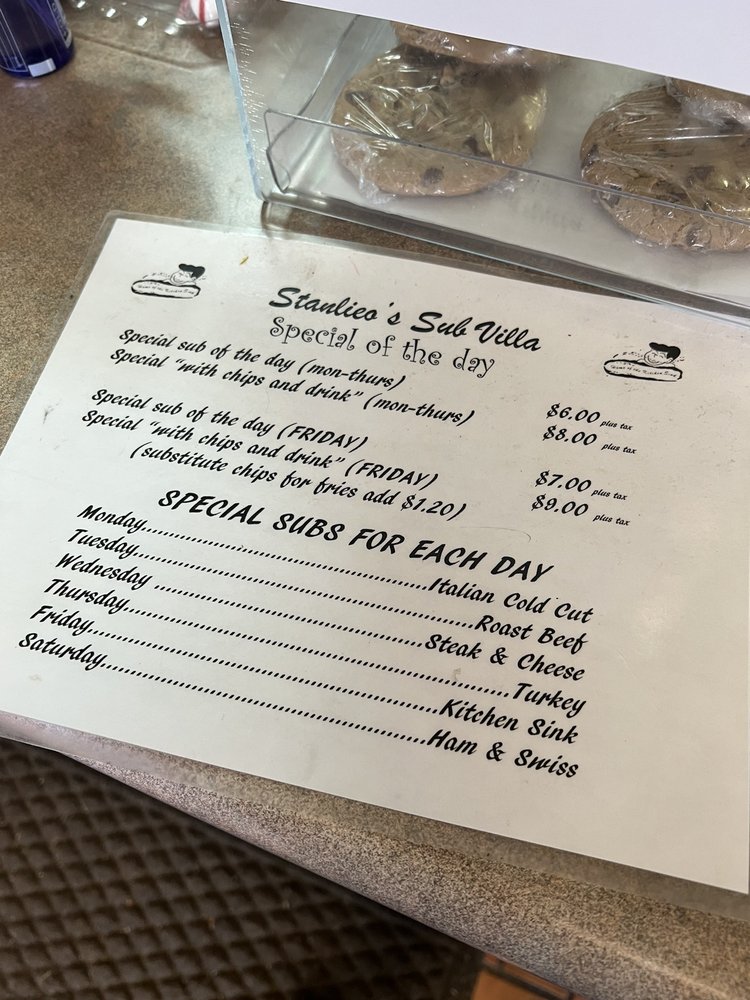 Stanlieo's Sub Villa
Special of the day
Special sub of the day (mon-thurs) $6.00 plus tax
Special "with chips and drink" (mon-thurs) $8.00 plus tax
Special sub of the day (FRIDAY) $7.00 plus tax
Special "with chips and drink" (FRIDAY) $9.00 plus tax
(substitute chips for fries add $1.20)
SPECIAL SUBS FOR EACH DAY
Monday..........Italian Cold Cut
Tuesday..........Roast Beef
Wednesday ..........Steak & Cheese
Thursday..........Turkey
Friday..........Kitchen Sink
Saturday..........Ham & Swiss